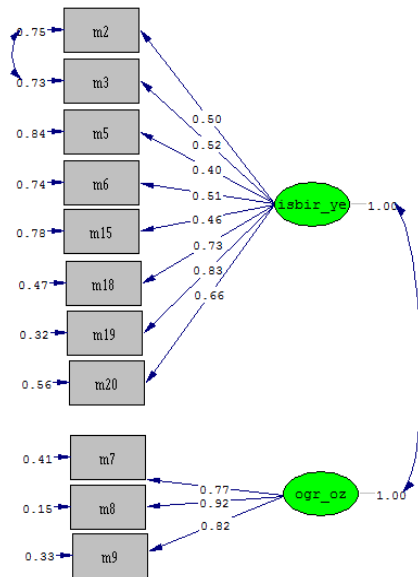 0.75 m2
0.73 m3
0.84 m5
0.74 m6
0.78 m15
0.47 m18
0.32 m19
0.56 m20
0.50
0.52
0.40
0.51
0.46
0.73
0.83
0.66
isbir_ye 1.00
0.41 m7
0.15 m8
0.33 m9
0.77
0.92
0.82
ogr_oz 1.00